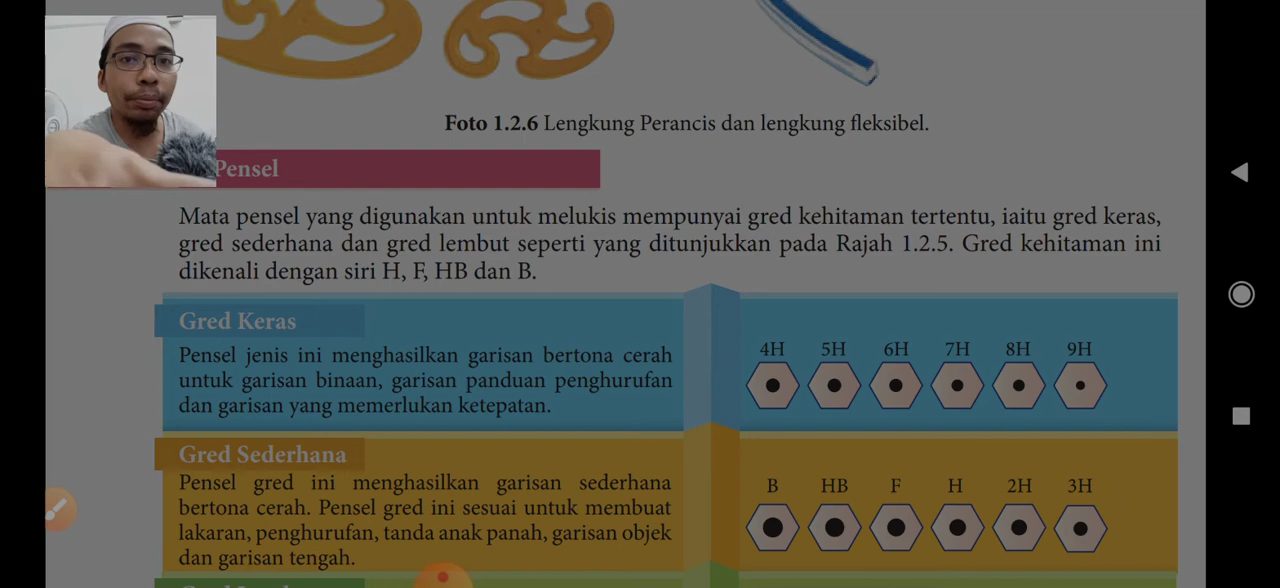 Foto 1.2.6 Lengkung Perancis dan lengkung fleksibel.
Pensel
Mata pensel yang digunakan untuk melukis mempunyai gred kehitaman tertentu, iaitu gred keras,
gred sederhana dan gred lembut seperti yang ditunjukkan pada Rajah 1.2.5. Gred kehitaman ini
dikenali dengan siri H, F, HB dan B.
Gred Keras
Pensel jenis ini menghasilkan garisan bertona cerah
untuk garisan binaan, garisan panduan penghurufan
dan garisan yang memerlukan ketepatan.
4H 5H 6H 7H 8H 9H
Gred Sederhana
Pensel gred ini menghasilkan garisan sederhana
bertona cerah. Pensel gred ini sesuai untuk membuat
lakaran, penghurufan, tanda anak panah, garisan objek
dan garisan tengah.
B HB F H 2H 3H